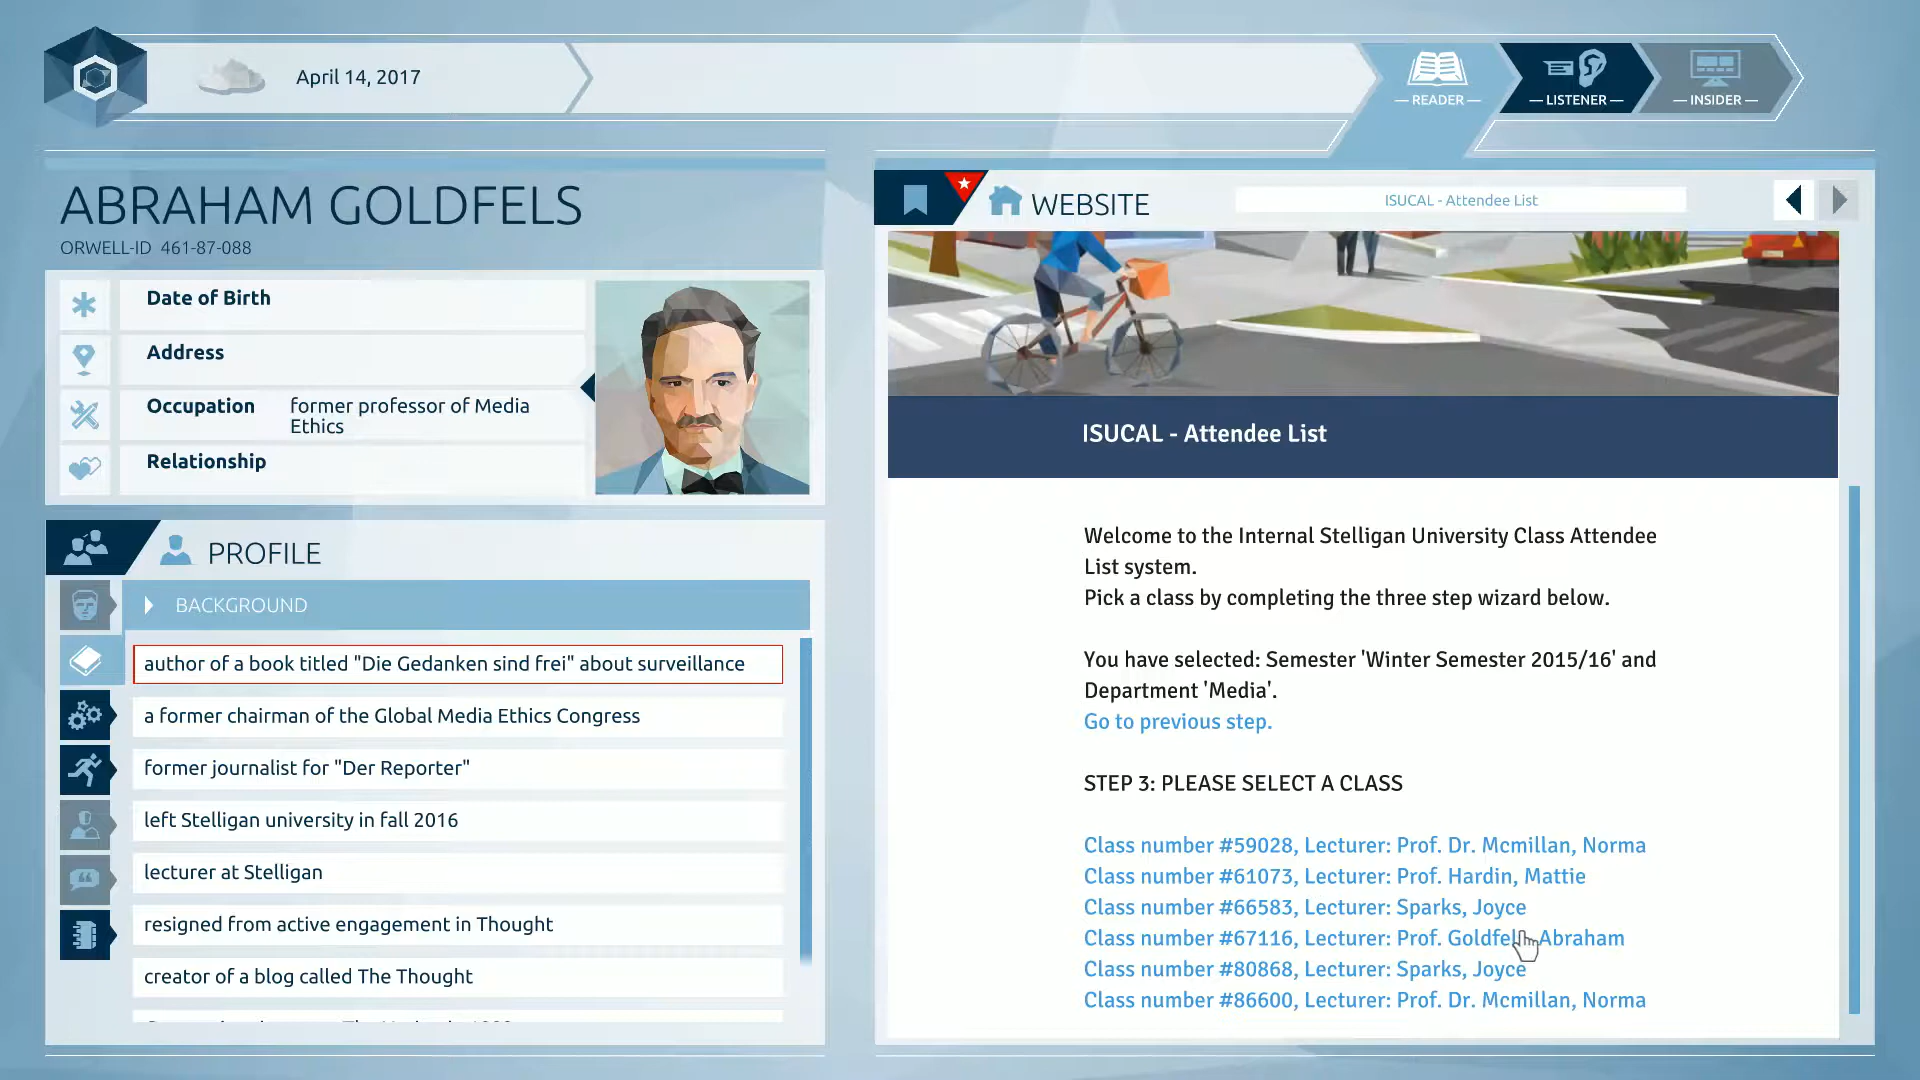 April 14, 2017
READER
LISTENER
INSIDER
ABRAHAM GOLDFELS
ORWELL-ID 461-87-088
Date of Birth
Address
Occupation former professor of Media
Ethics
Relationship
PROFILE
BACKGROUND
author of a book titled "Die Gedanken sind frei" about surveillance
a former chairman of the Global Media Ethics Congress
former journalist for "Der Reporter"
left Stelligan university in fall 2016
lecturer at Stelligan
resigned from active engagement in Thought
creator of a blog called The Thought
WEBSITE
ISUCAL - Attendee List
ISUCAL - Attendee List
Welcome to the Internal Stelligan University Class Attendee
List system.
Pick a class by completing the three step wizard below.
You have selected: Semester 'Winter Semester 2015/16' and
Department 'Media'.
Go to previous step.
STEP 3: PLEASE SELECT A CLASS
Class number #59028, Lecturer: Prof. Dr. Mcmillan, Norma
Class number #61073, Lecturer: Prof. Hardin, Mattie
Class number #66583, Lecturer: Sparks, Joyce
Class number #67116, Lecturer: Prof. Goldfels, Abraham
Class number #80868, Lecturer: Sparks, Joyce
Class number #86600, Lecturer: Prof. Dr. Mcmillan, Norma